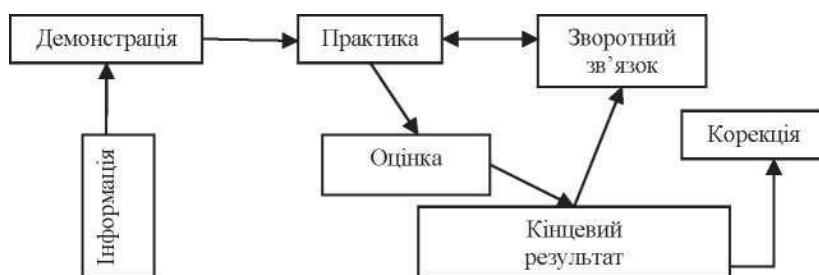 Демонстрація
Практика
Зворотний
зв’язок
Корекція
Оцінка
Інформація
Кінцевий
результат